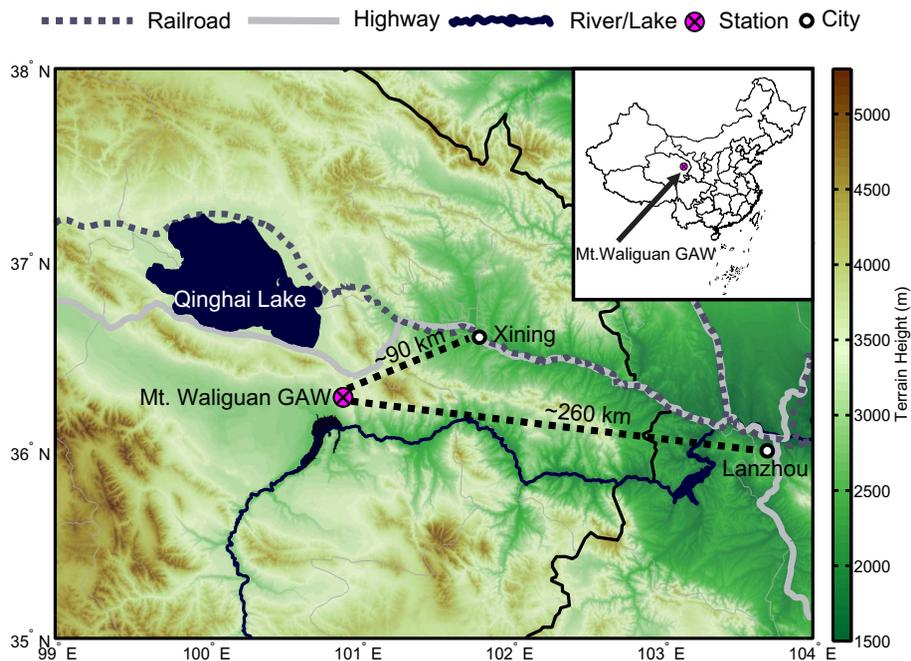 Railroad Highway River/Lake Station City
38° N
5000
4500
Mt.Waliguan GAW
37° N
4000
Qinghai Lake
3500
Xining
~90 km
Terrain Height (m)
Mt. Waliguan GAW
~260 km
3000
36° N
Lanzhou
2500
2000
35° N
1500
99° E 100° E 101° E 102° E 103° E 104° E